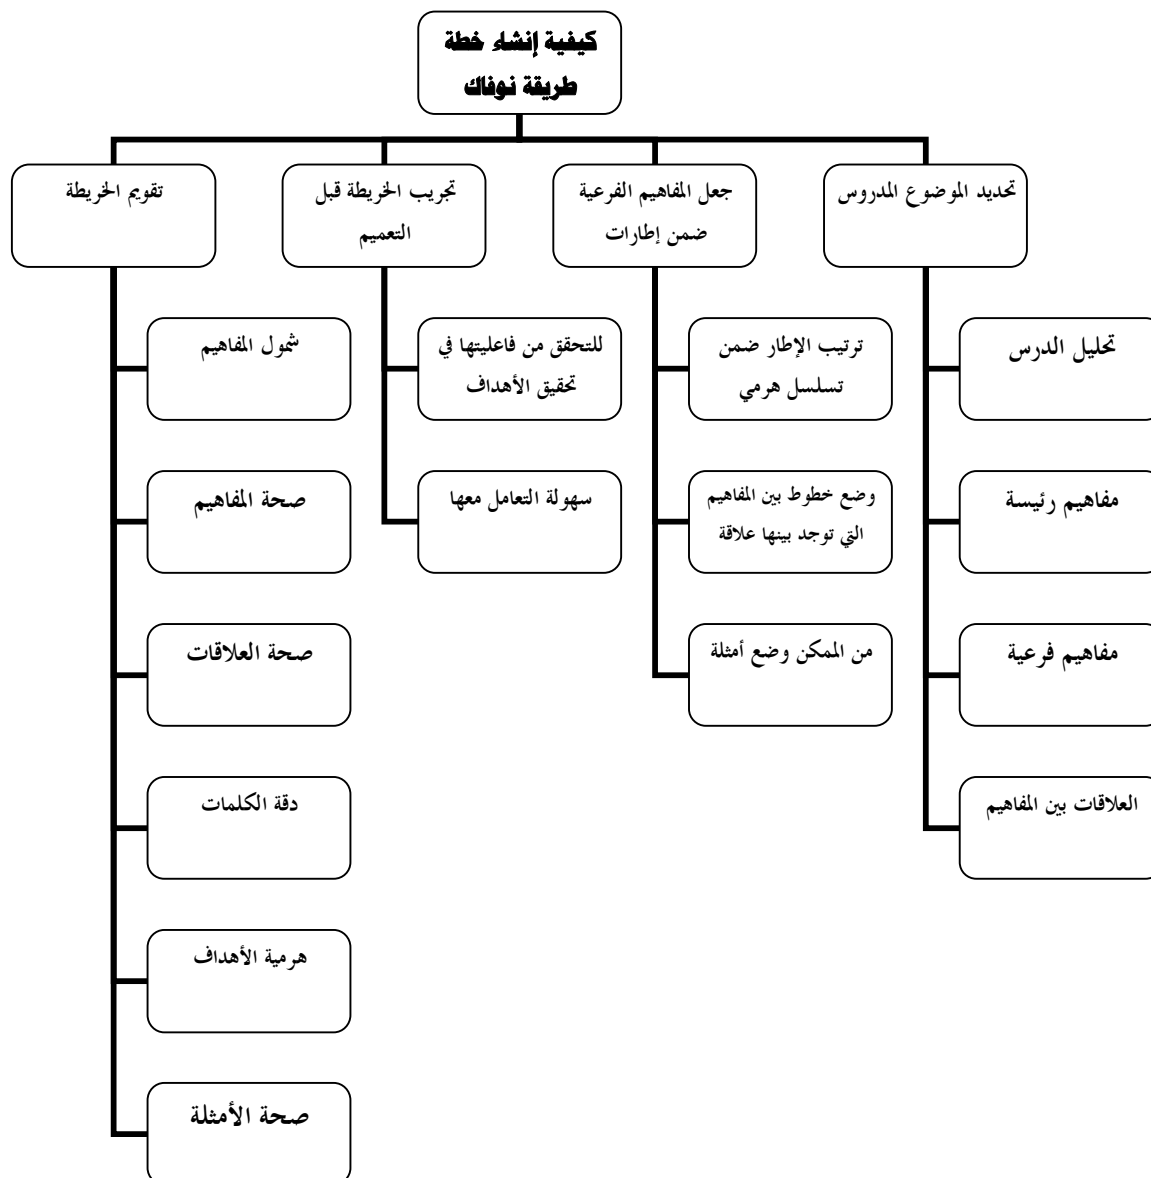 كيفية إنشاء خطة
طريقة نوفاك
تحديد الموضوع المدروس
تحليل الدرس
مفاهيم رئيسة
مفاهيم فرعية
العلاقات بين المفاهيم
جعل المفاهيم الفرعية
ضمن إطارات
ترتيب الإطار ضمن
تسلسل هرمي
وضع خطوط بين المفاهيم
التي توجد بينها علاقة
من الممكن وضع أمثلة
تجريب الخريطة قبل
التعميم
للتحقق من فاعليتها في
تحقيق الأهداف
سهولة التعامل معها
تقويم الخريطة
شمول المفاهيم
صحة المفاهيم
صحة العلاقات
دقة الكلمات
هرمية الأهداف
صحة الأمثلة